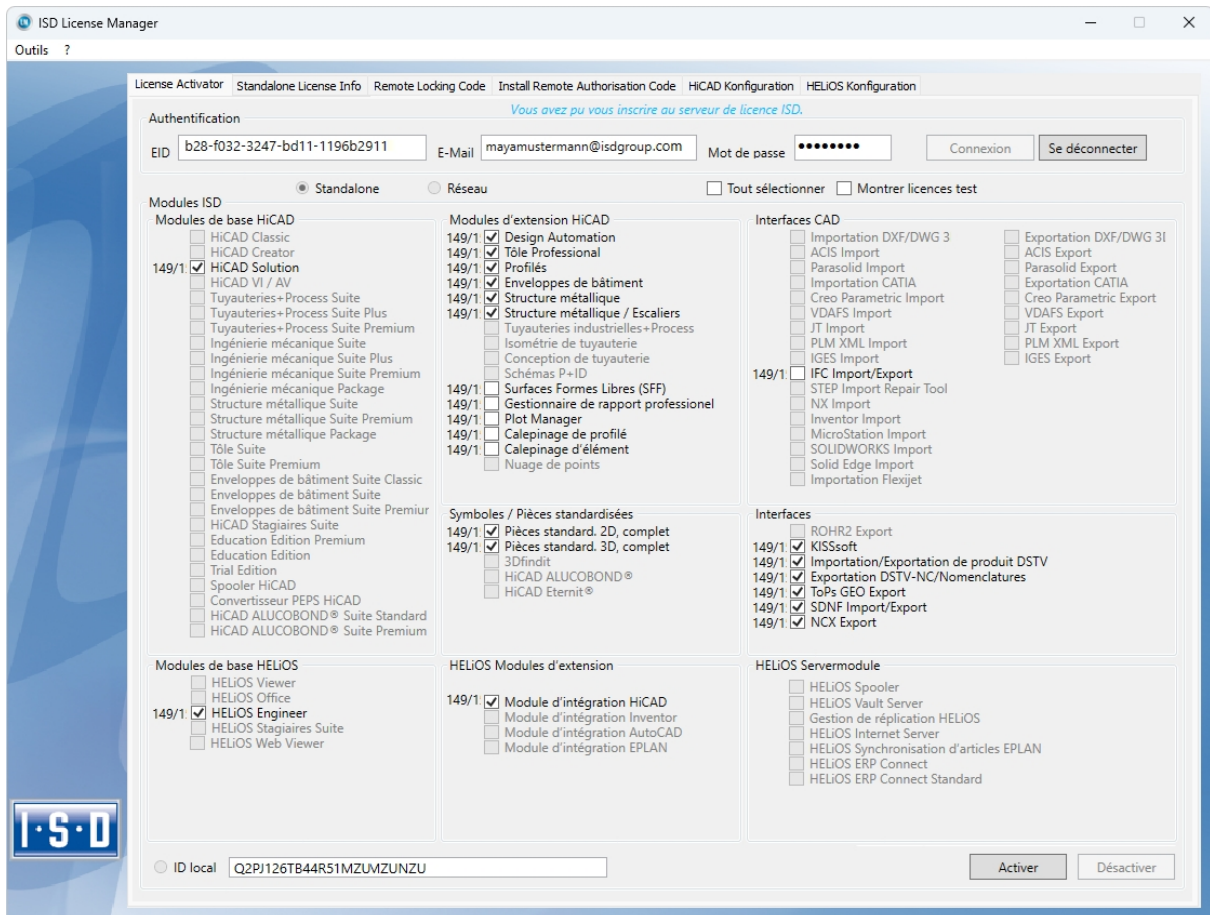 ISD License Manager
Outils ?
License Activator Standalone License Info Remote Locking Code Install Remote Authorisation Code HiCAD Konfiguration HELiOS Konfiguration
Vous avez pu vous inscrire au serveur de licence ISD.
Authentification
EID b28-f032-3247-bd11-1196b2911 E-Mail mayamustermann@isdgroup.com Mot de passe ●●●●●●●● Connexion Se déconnecter
Standalone Réseau Tout sélectionner Montrer licences test
Modules ISD
Modules de base HiCAD
HiCAD Classic
HiCAD Creator
149/1: HiCAD Solution
HiCAD VI / AV
Tuyauteries+Process Suite
Tuyauteries+Process Suite Plus
Tuyauteries+Process Suite Premium
Ingénierie mécanique Suite
Ingénierie mécanique Suite Plus
Ingénierie mécanique Suite Premium
Ingénierie mécanique Package
Structure métallique Suite
Structure métallique Suite Premium
Structure métallique Package
Tôle Suite
Tôle Suite Premium
Enveloppes de bâtiment Suite Classic
Enveloppes de bâtiment Suite
Enveloppes de bâtiment Suite Premiur
HiCAD Stagiaires Suite
Education Edition Premium
Education Edition
Trial Edition
Spooler HiCAD
Convertisseur PEPS HiCAD
HiCAD ALUCOBOND® Suite Standard
HiCAD ALUCOBOND® Suite Premium
Modules d'extension HiCAD
149/1: Design Automation
149/1: Tôle Professional
149/1: Profilés
149/1: Enveloppes de bâtiment
149/1: Structure métallique
149/1: Structure métallique / Escaliers
Tuyauteries industrielles+Process
Isométrie de tuyauterie
Conception de tuyauterie
Schémas P+ID
149/1: Surfaces Formes Libres (SFF)
149/1: Gestionnaire de rapport professionel
149/1: Plot Manager
149/1: Calepinage de profilé
149/1: Calepinage d'élément
Nuage de points
Interfaces CAD
Importation DXF/DWG 3 Exportation DXF/DWG 3I
ACIS Import ACIS Export
Parasolid Import Parasolid Export
Importation CATIA Exportation CATIA
Creo Parametric Import Creo Parametric Export
VDAFS Import VDAFS Export
JT Import JT Export
PLM XML Import PLM XML Export
IGES Import IGES Export
149/1: IFC Import/Export
STEP Import Repair Tool
NX Import
Inventor Import
MicroStation Import
SOLIDWORKS Import
Solid Edge Import
Importation Flexijet
Symboles / Pièces standardisées
149/1: Pièces standard. 2D, complet
149/1: Pièces standard. 3D, complet
3Dfindit
HiCAD ALUCOBOND®
HiCAD Eternit®
Interfaces
ROHR2 Export
149/1: KISSsoft
149/1: Importation/Exportation de produit DSTV
149/1: Exportation DSTV-NC/Nomenclatures
149/1: ToPs GEO Export
149/1: SDNF Import/Export
149/1: NCX Export
Modules de base HELiOS
HELiOS Viewer
HELiOS Office
149/1: HELiOS Engineer
HELiOS Stagiaires Suite
HELiOS Web Viewer
HELiOS Modules d'extension
149/1: Module d'intégration HiCAD
Module d'intégration Inventor
Module d'intégration AutoCAD
Module d'intégration EPLAN
HELiOS Servermodule
HELiOS Spooler
HELiOS Vault Server
Gestion de réplication HELiOS
HELiOS Internet Server
HELiOS Synchronisation d'articles EPLAN
HELiOS ERP Connect
HELiOS ERP Connect Standard
I·S·D
ID local Q2PJ126TB44R51MZUMZUNZU Activer Désactiver